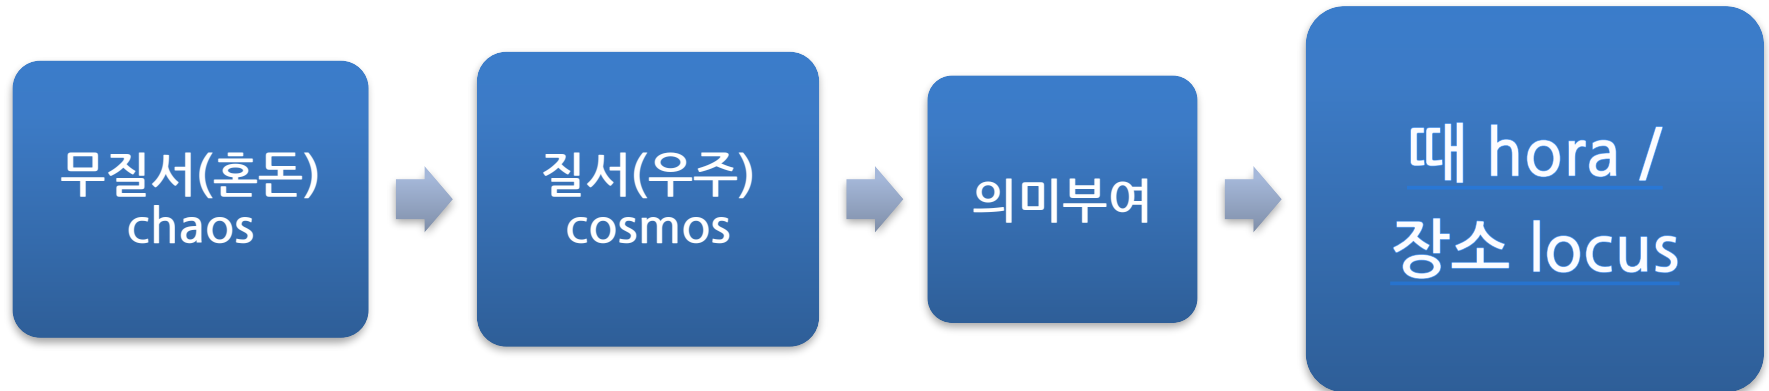 무질서(혼돈)
chaos
질서(우주)
cosmos
의미부여
때 hora /
장소 locus